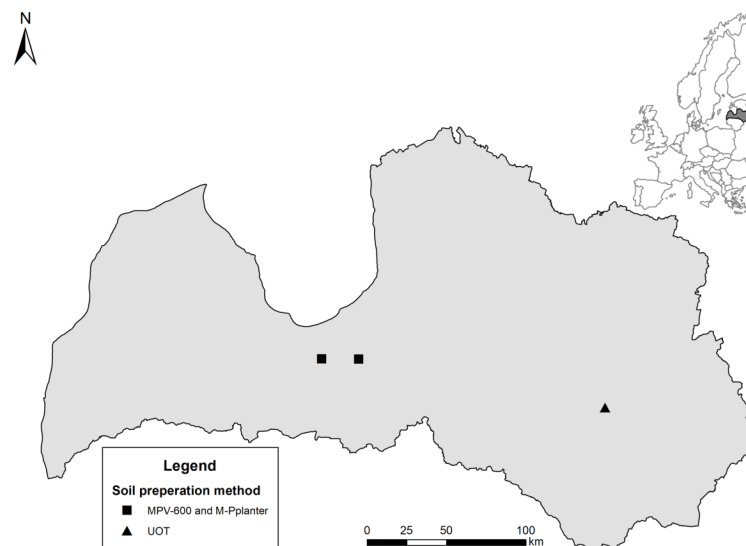 N
Legend
Soil preperation method
MPV-600 and M-Pplanter
UOT
0 25 50 100
km